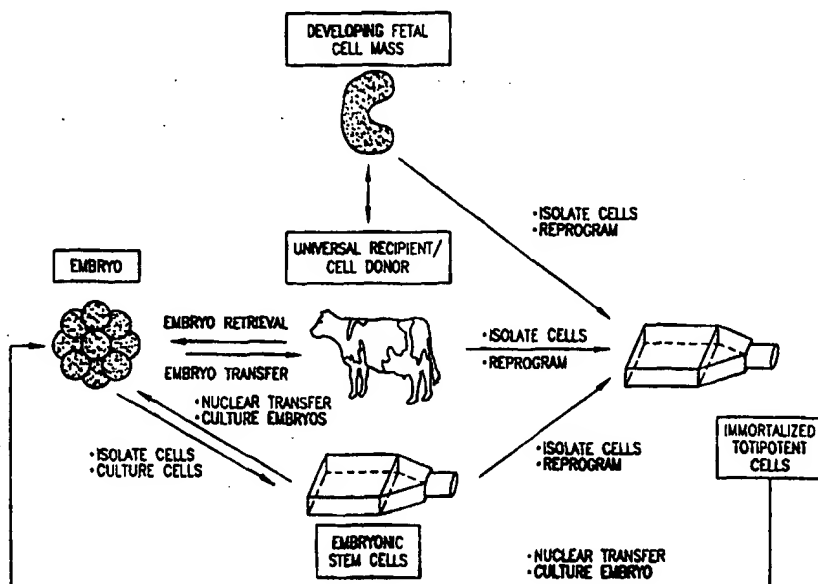 DEVELOPING FETAL
CELL MASS
•ISOLATE CELLS
•REPROGRAM
UNIVERSAL RECIPIENT/
CELL DONOR
EMBRYO
EMBRYO RETRIEVAL
EMBRYO TRANSFER
•ISOLATE CELLS
•REPROGRAM
•NUCLEAR TRANSFER
•CULTURE EMBRYOS
•ISOLATE CELLS
•CULTURE CELLS
•ISOLATE CELLS
•REPROGRAM
IMMORTALIZED
TOTIPOTENT
CELLS
EMBRYONIC
STEM CELLS
•NUCLEAR TRANSFER
•CULTURE EMBRYO